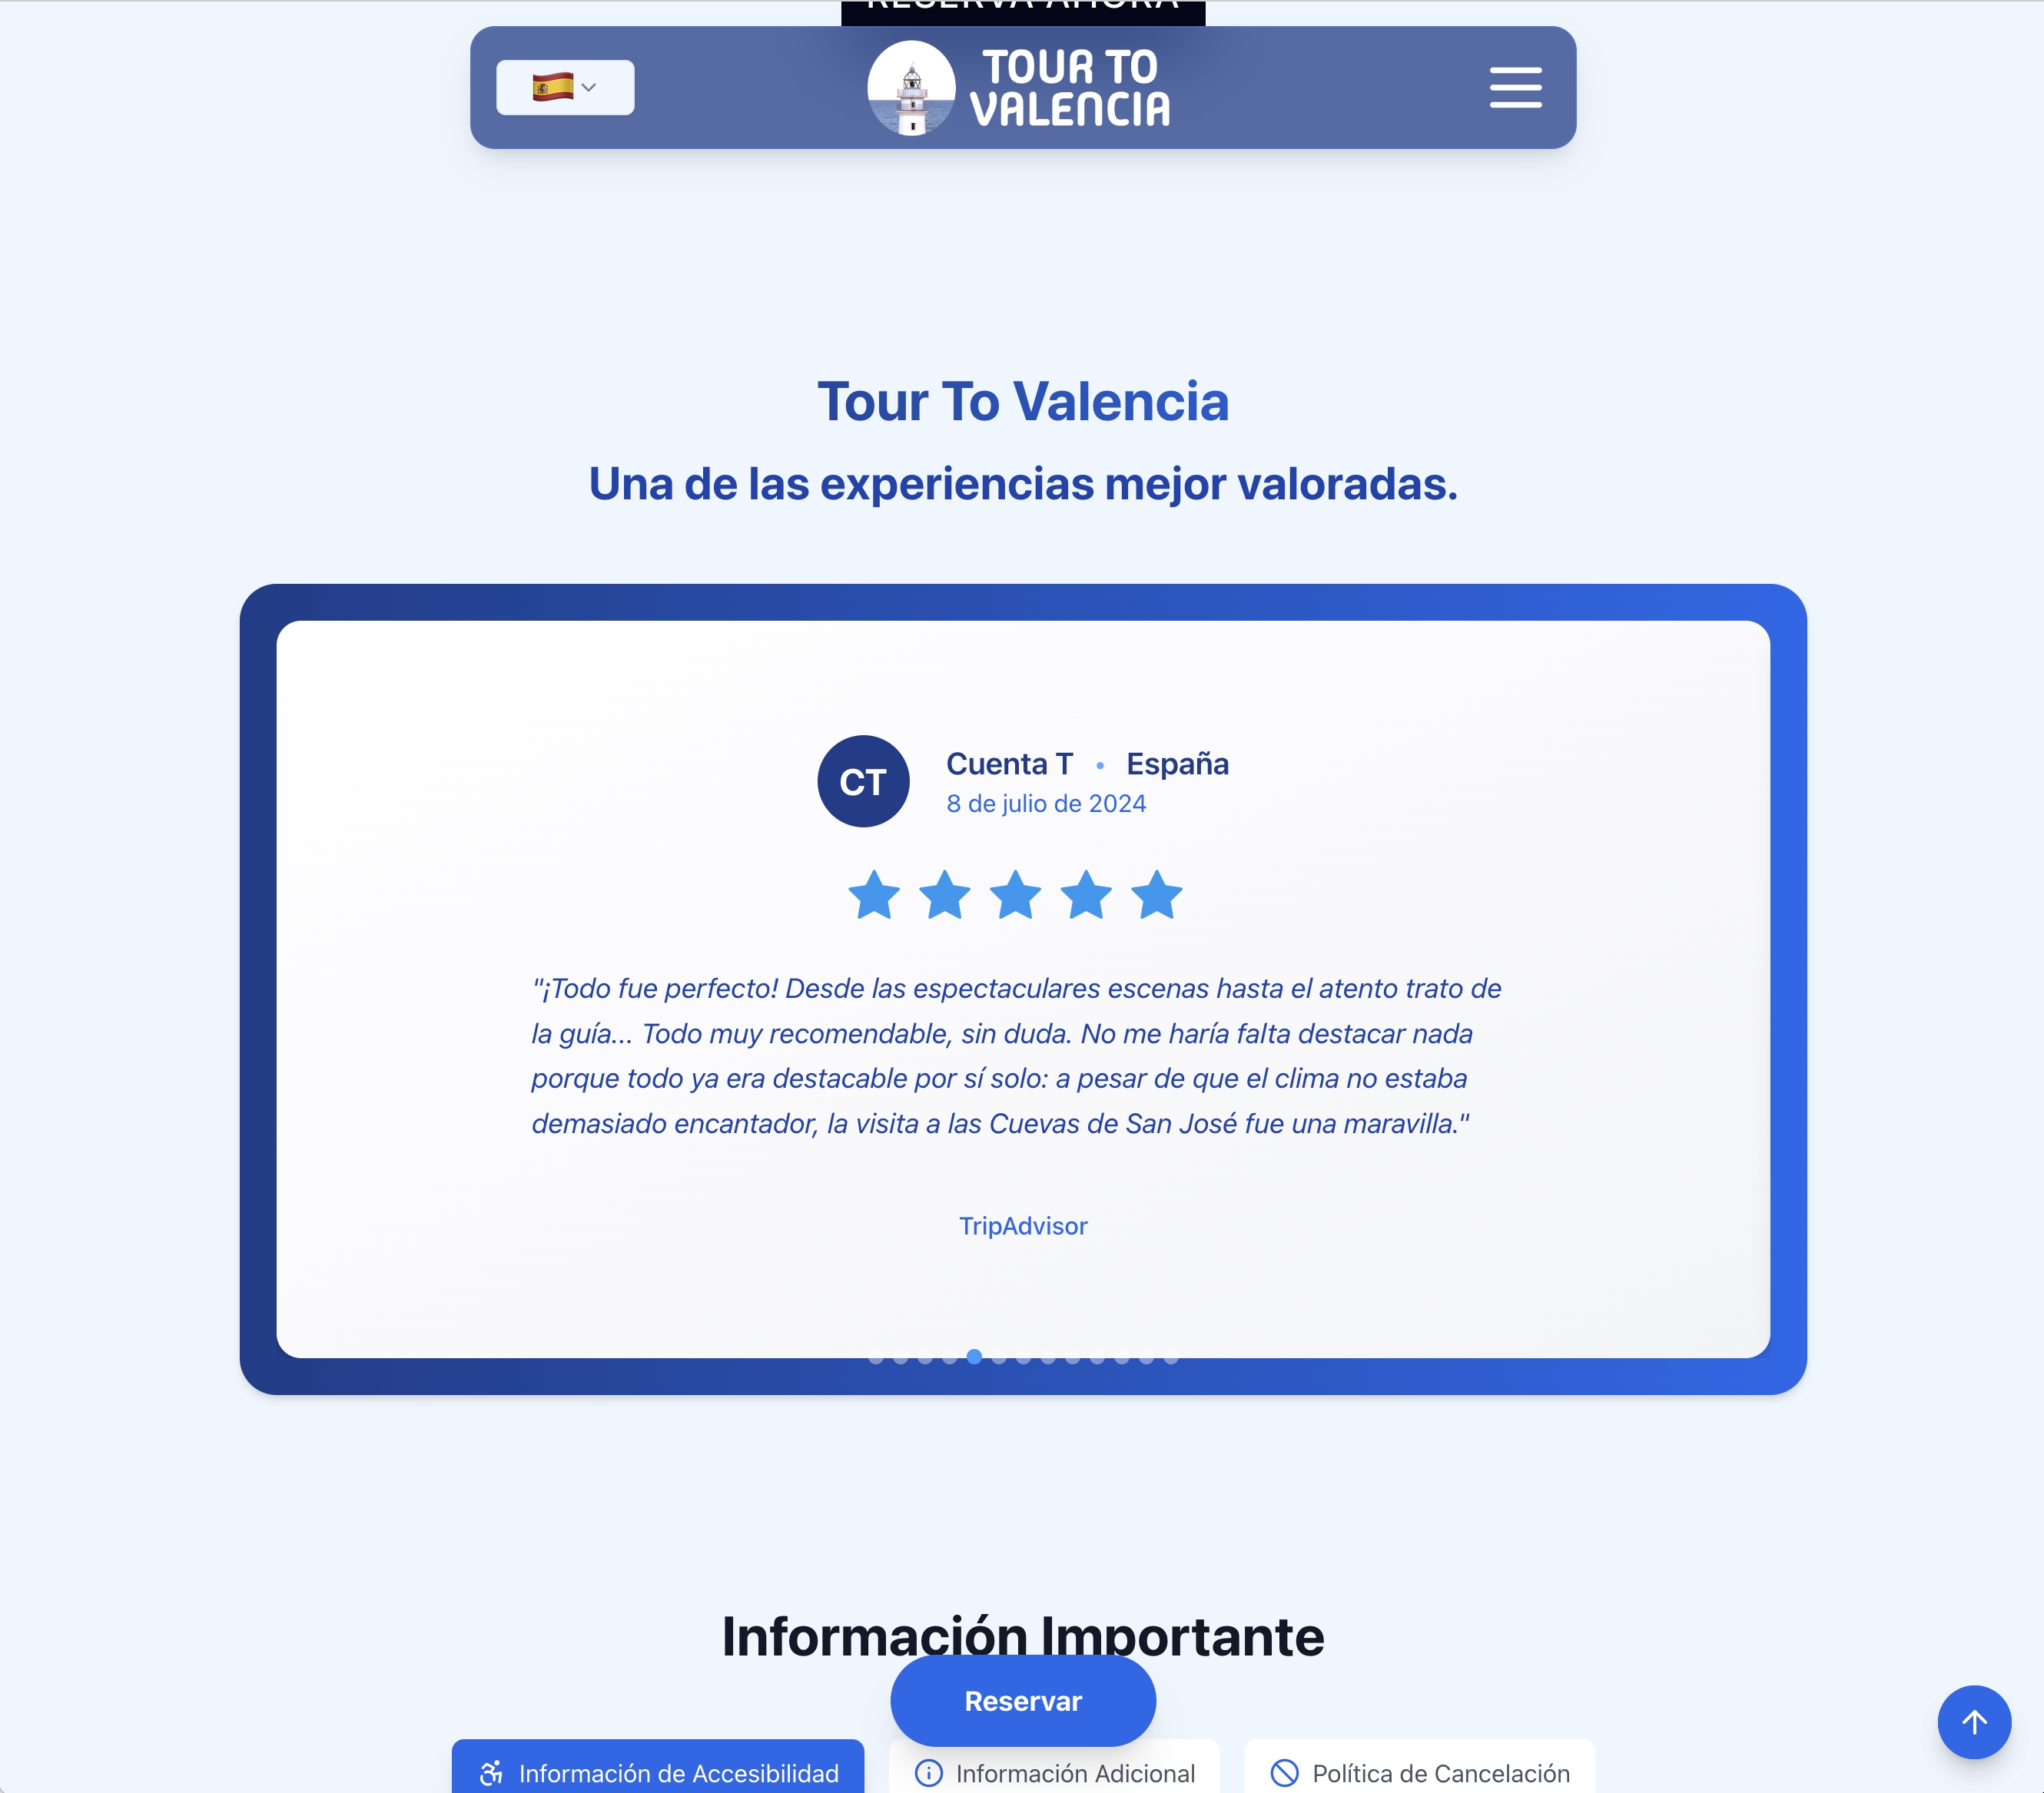 RESERVA AHORA
TOUR TO
VALENCIA
Tour To Valencia
Una de las experiencias mejor valoradas.
CT
Cuenta T • España
8 de julio de 2024
"¡Todo fue perfecto! Desde las espectaculares escenas hasta el atento trato de
la guía... Todo muy recomendable, sin duda. No me haría falta destacar nada
porque todo ya era destacable por sí solo: a pesar de que el clima no estaba
demasiado encantador, la visita a las Cuevas de San José fue una maravilla."
TripAdvisor
Información Importante
Reservar
Información de Accesibilidad
Información Adicional
Política de Cancelación